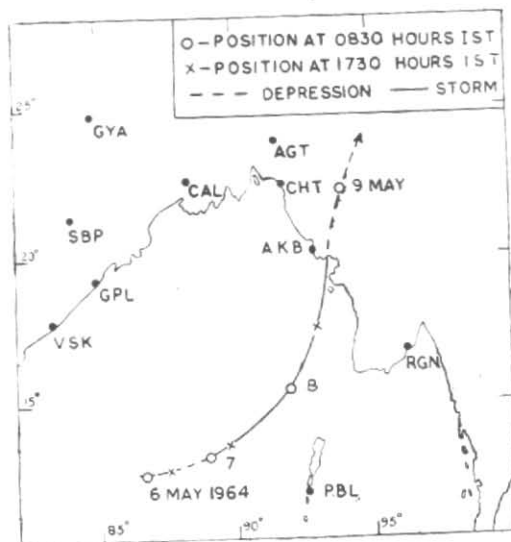 O-POSITION AT 0830 HOURS IST
×-POSITION AT 1730 HOURS IST
--- DEPRESSION — STORM
25°
GYA
AGT
CAL
CHT
9 MAY
SBP
AKB
20°
GPL
VSK
RGN
8
15°
7
6 MAY 1964
PBL
85°
90°
95°